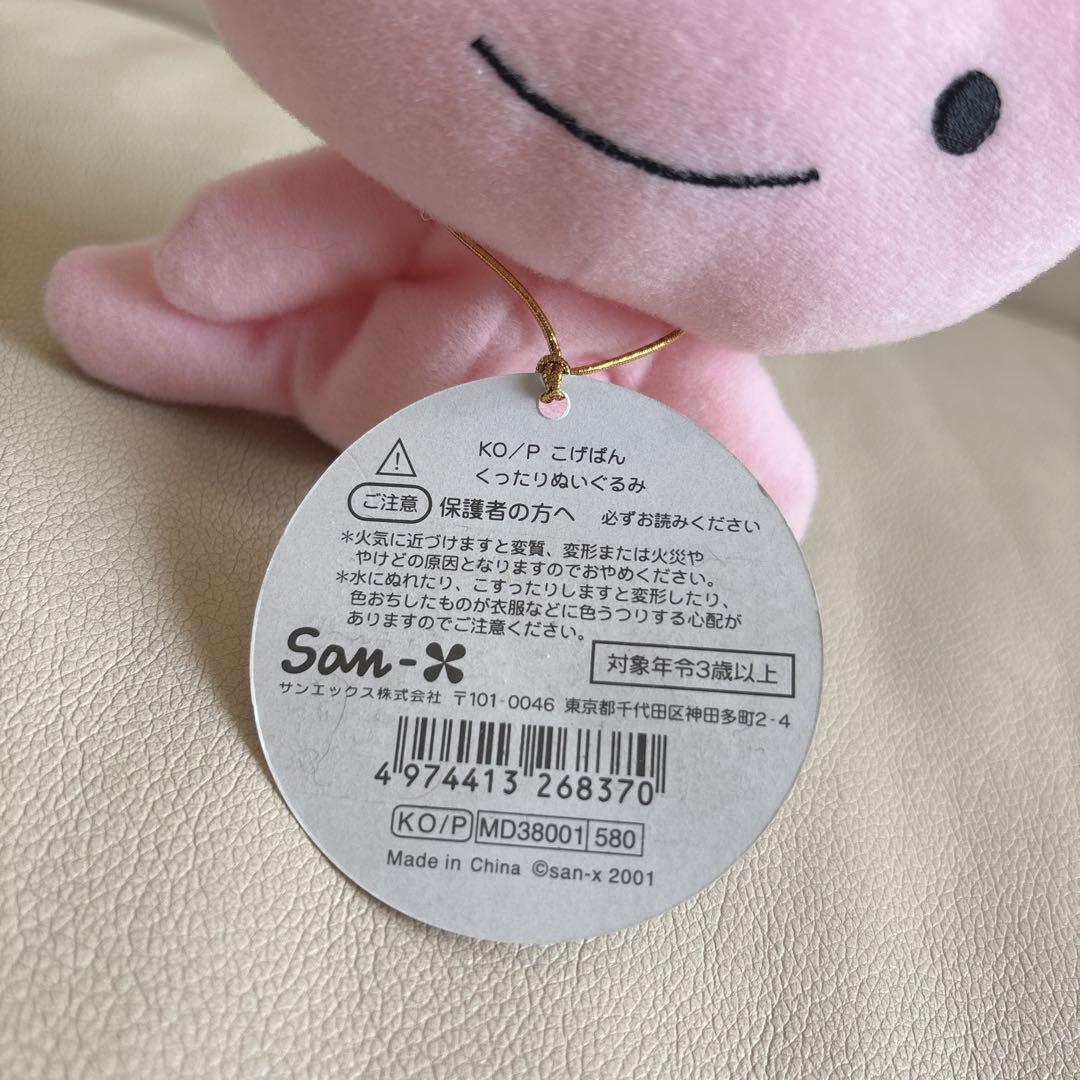 KO/P こげぱん
くったりぬいぐるみ
ご注意 保護者の方へ 必ずお読みください
*火気に近づけますと変質、変形または火災や
やけどの原因となりますのでおやめください。
*水にぬれたり、こすったりしますと変形したり、
色おちしたものが衣服などに色うつりする心配が
ありますのでご注意ください。
San-X 対象年令3歳以上
サンエックス株式会社 〒101-0046 東京都千代田区神田多町2-4
4 974413 268370
KO/P MD38001 580
Made in China ©san-x 2001